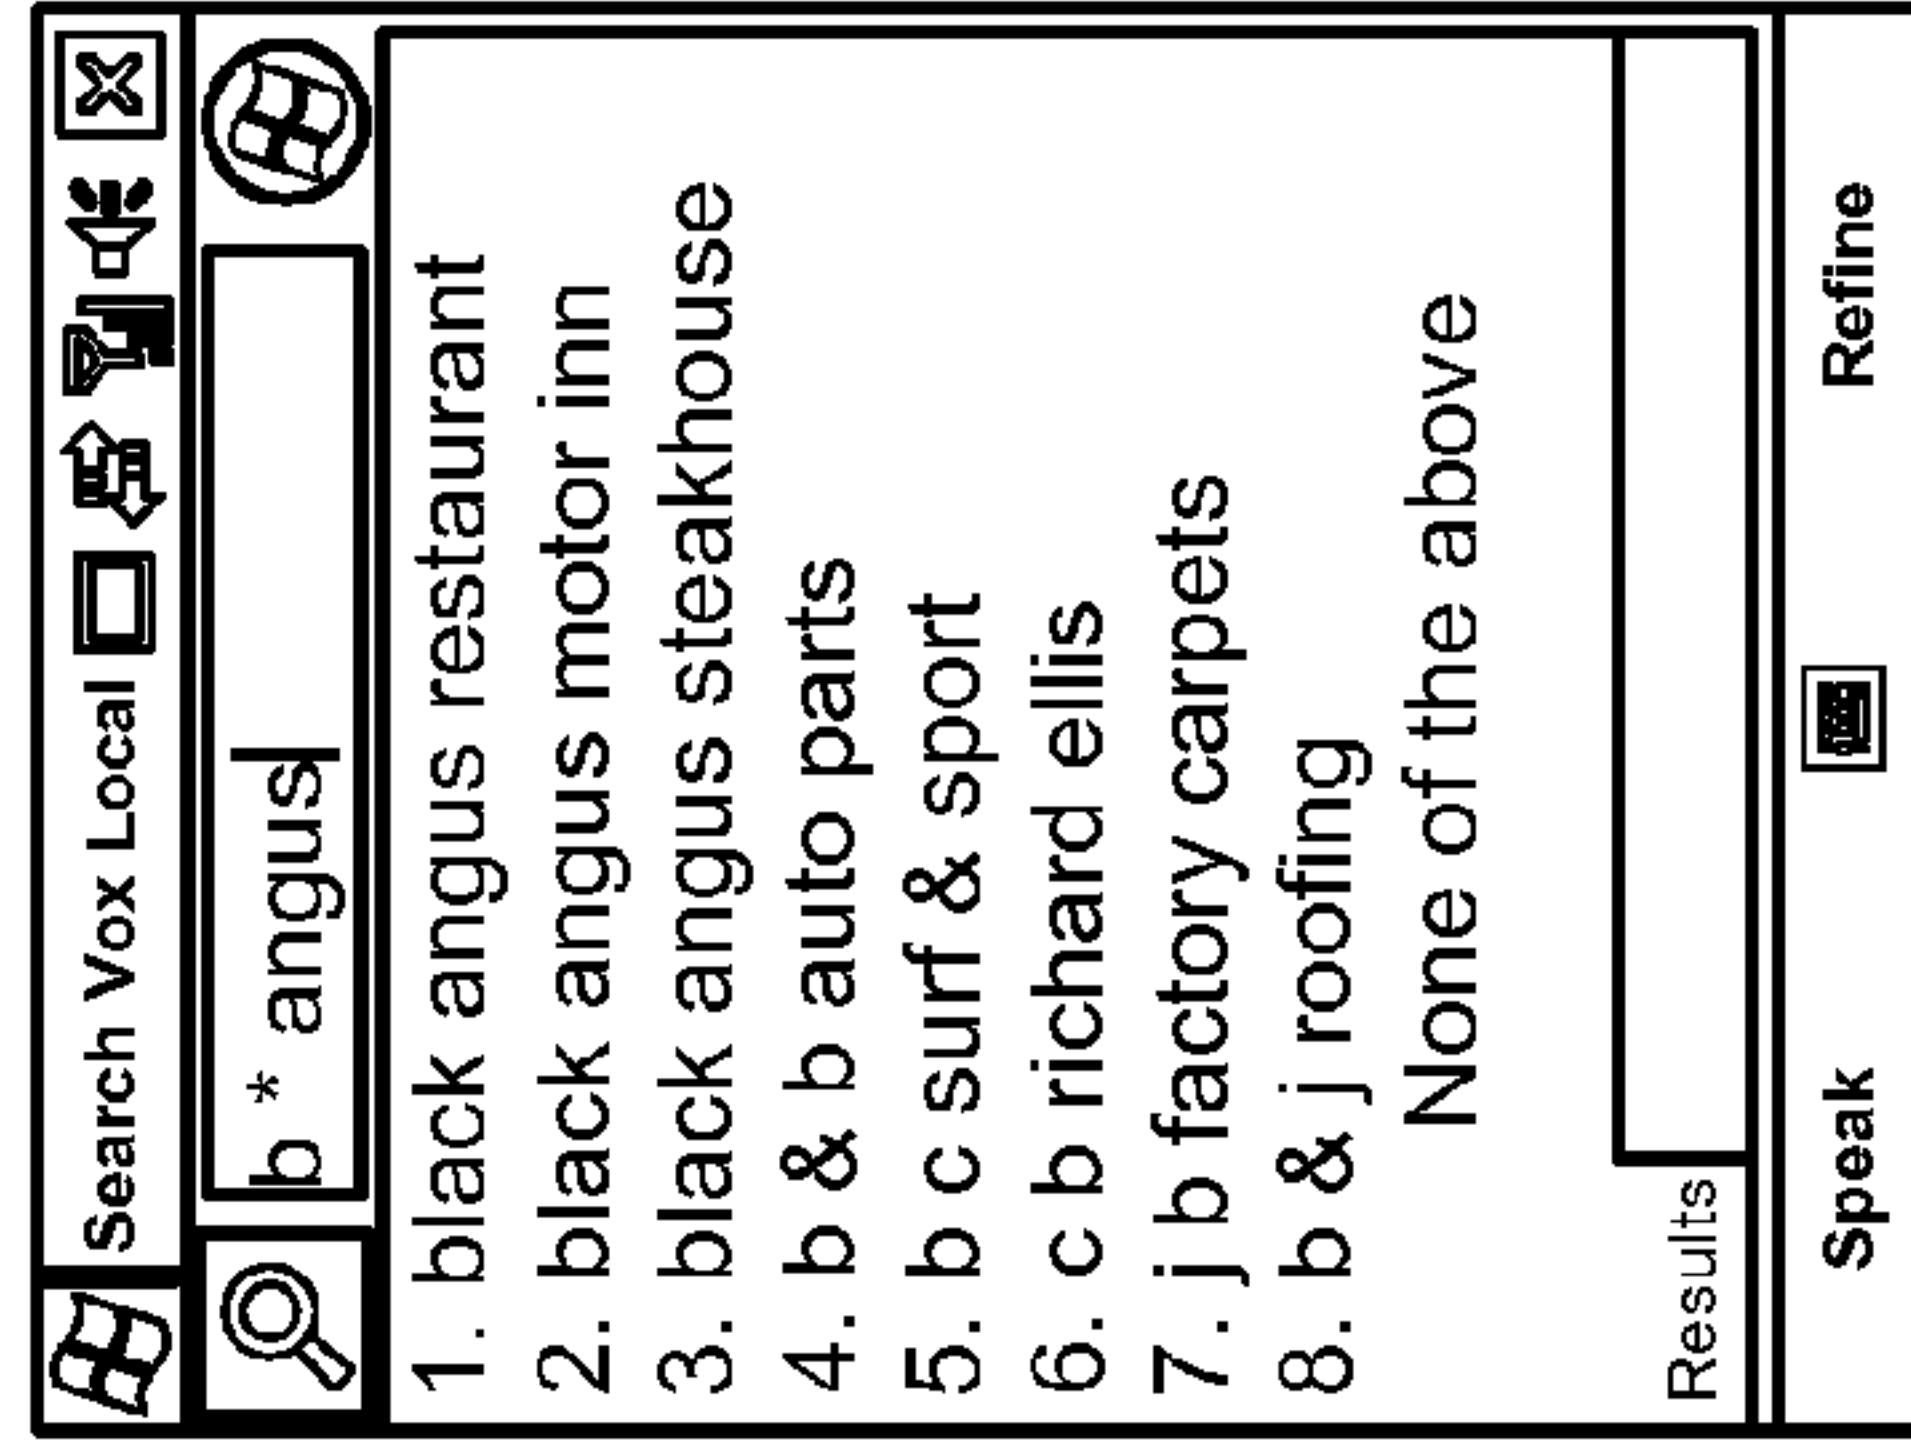 Search Vox Local
b * angus
1. black angus restaurant
2. black angus motor inn
3. black angus steakhouse
4. b & b auto parts
5. b c surf & sport
6. c b richard ellis
7. j b factory carpets
8. b & j roofing
None of the above
Results
Speak Refine